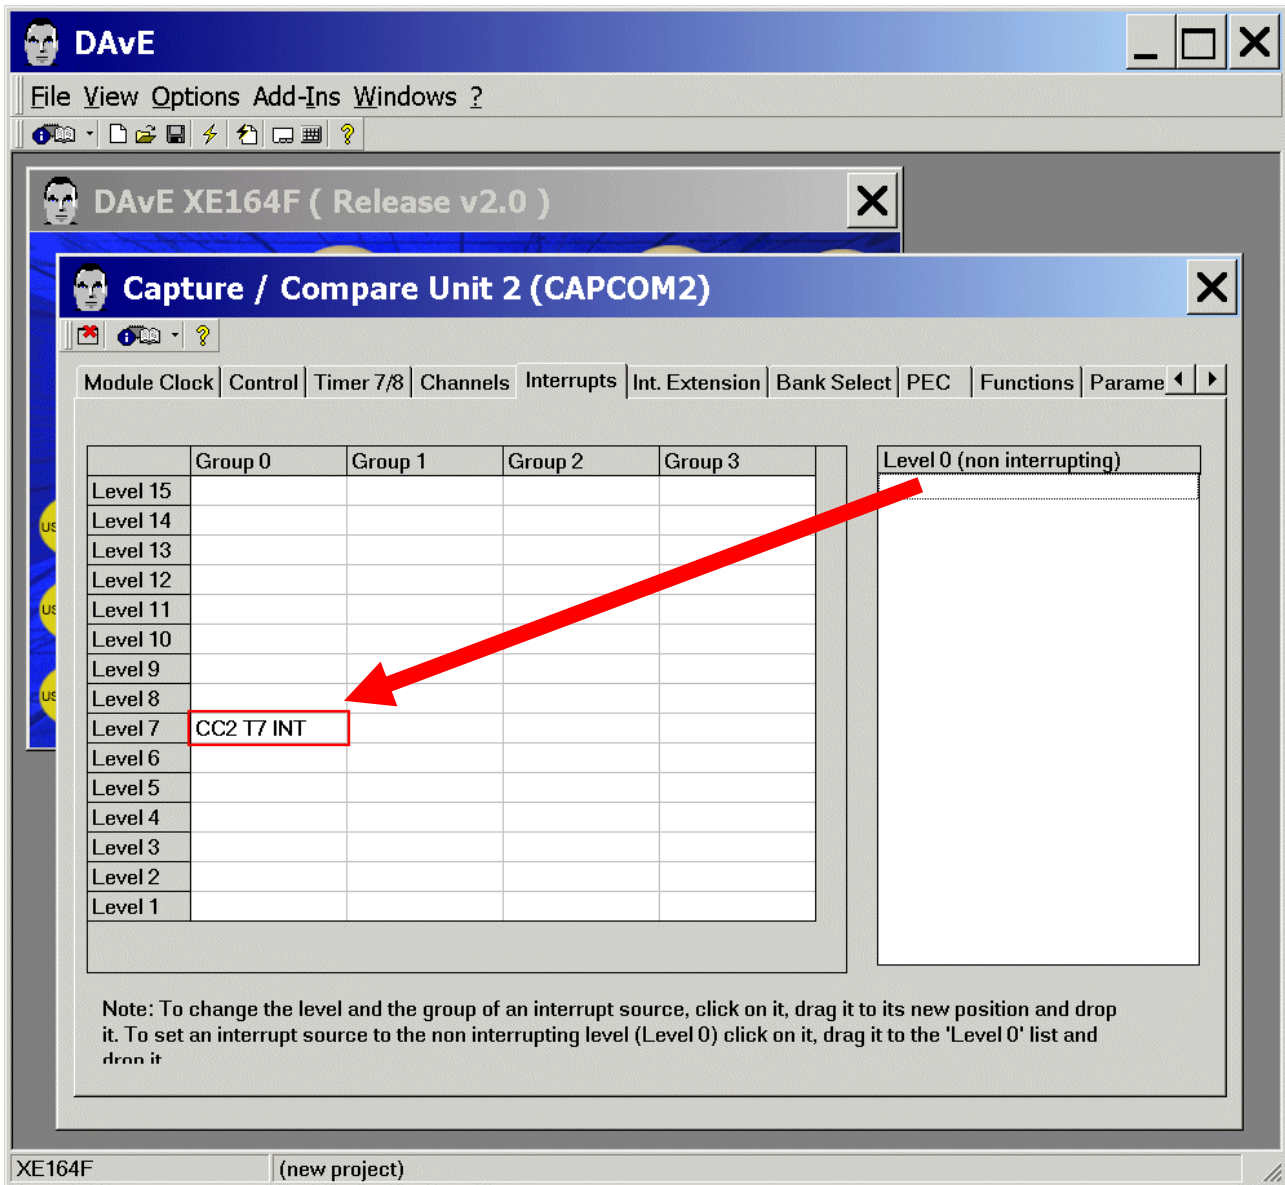 DAvE
File View Options Add-Ins Windows ?
DAvE XE164F ( Release v2.0 )
Capture / Compare Unit 2 (CAPCOM2)
Module Clock Control Timer 7/8 Channels Interrupts Int. Extension Bank Select PEC Functions Parame
Group 0 Group 1 Group 2 Group 3 Level 0 (non interrupting)
Level 15
Level 14
US
Level 13
Level 12
Level 11
US
Level 10
Level 9
Level 8
US
Level 7 CC2 T7 INT
Level 6
Level 5
Level 4
Level 3
Level 2
Level 1
Note: To change the level and the group of an interrupt source, click on it, drag it to its new position and drop
it. To set an interrupt source to the non interrupting level (Level 0) click on it, drag it to the 'Level 0' list and
drop it
XE164F (new project)